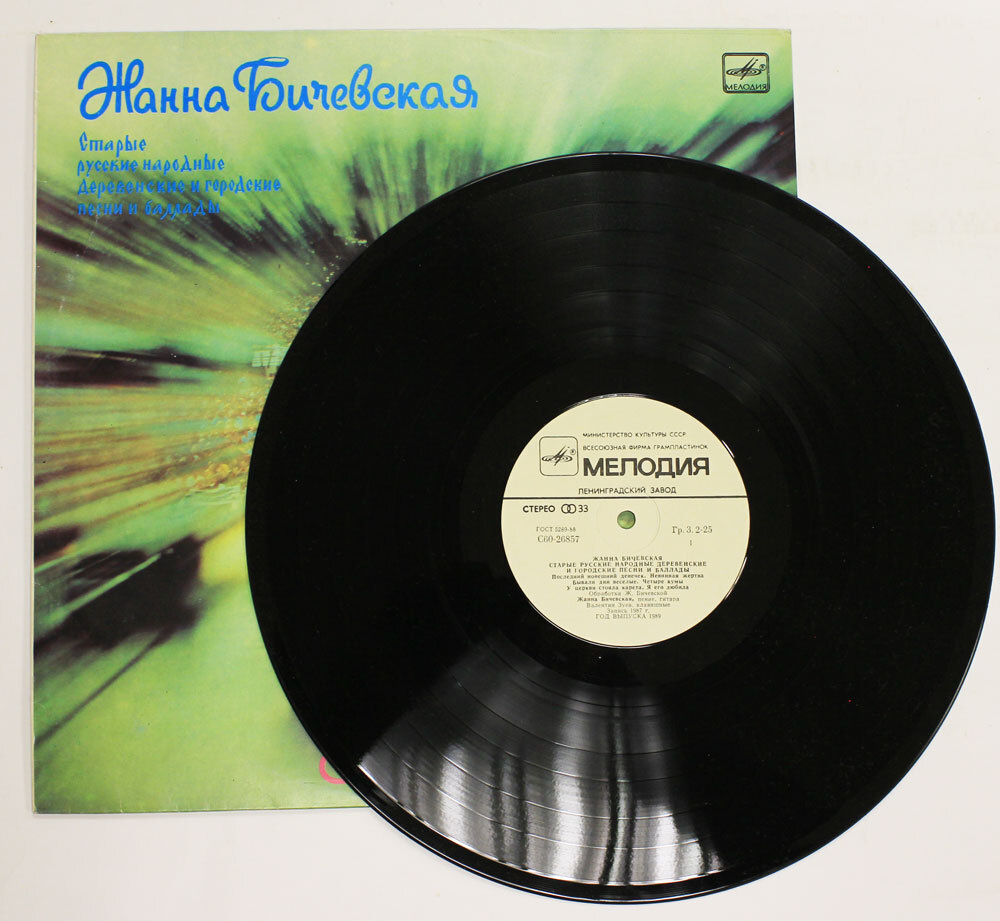 Жанна Бичевская
Старые
русские народные
деревенские и городские
песни и баллады
МЕЛОДИЯ
МИНИСТЕРСТВО КУЛЬТУРЫ СССР
ВСЕСОЮЗНАЯ ФИРМА ГРАМПЛАСТИНОК
МЕЛОДИЯ
ЛЕНИНГРАДСКИЙ ЗАВОД
СТЕРЕО 33
ГОСТ 5289-88
С60-26857
Гр. 3. 2-25
1
ЖАННА БИЧЕВСКАЯ
СТАРЫЕ РУССКИЕ НАРОДНЫЕ ДЕРЕВЕНСКИЕ
И ГОРОДСКИЕ ПЕСНИ И БАЛЛАДЫ
Последний нонешний денечек. Невинная жертва
Бывали дни веселые. Четыре кумы
У церкви стояла карета. Я его любила
Обработка Ж. Бичевской
Жанна Бичевская, пение, гитара
Валентин Зуев, клавишные
Запись 1987 г.
ГОД ВЫПУСКА 1989